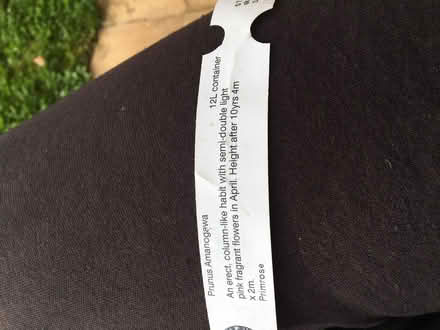 Prunus Amanogawa 12L container
An erect, column-like habit with semi-double light
pink fragrant flowers in April. Height after 10yrs 4m
x 2m.
Primrose